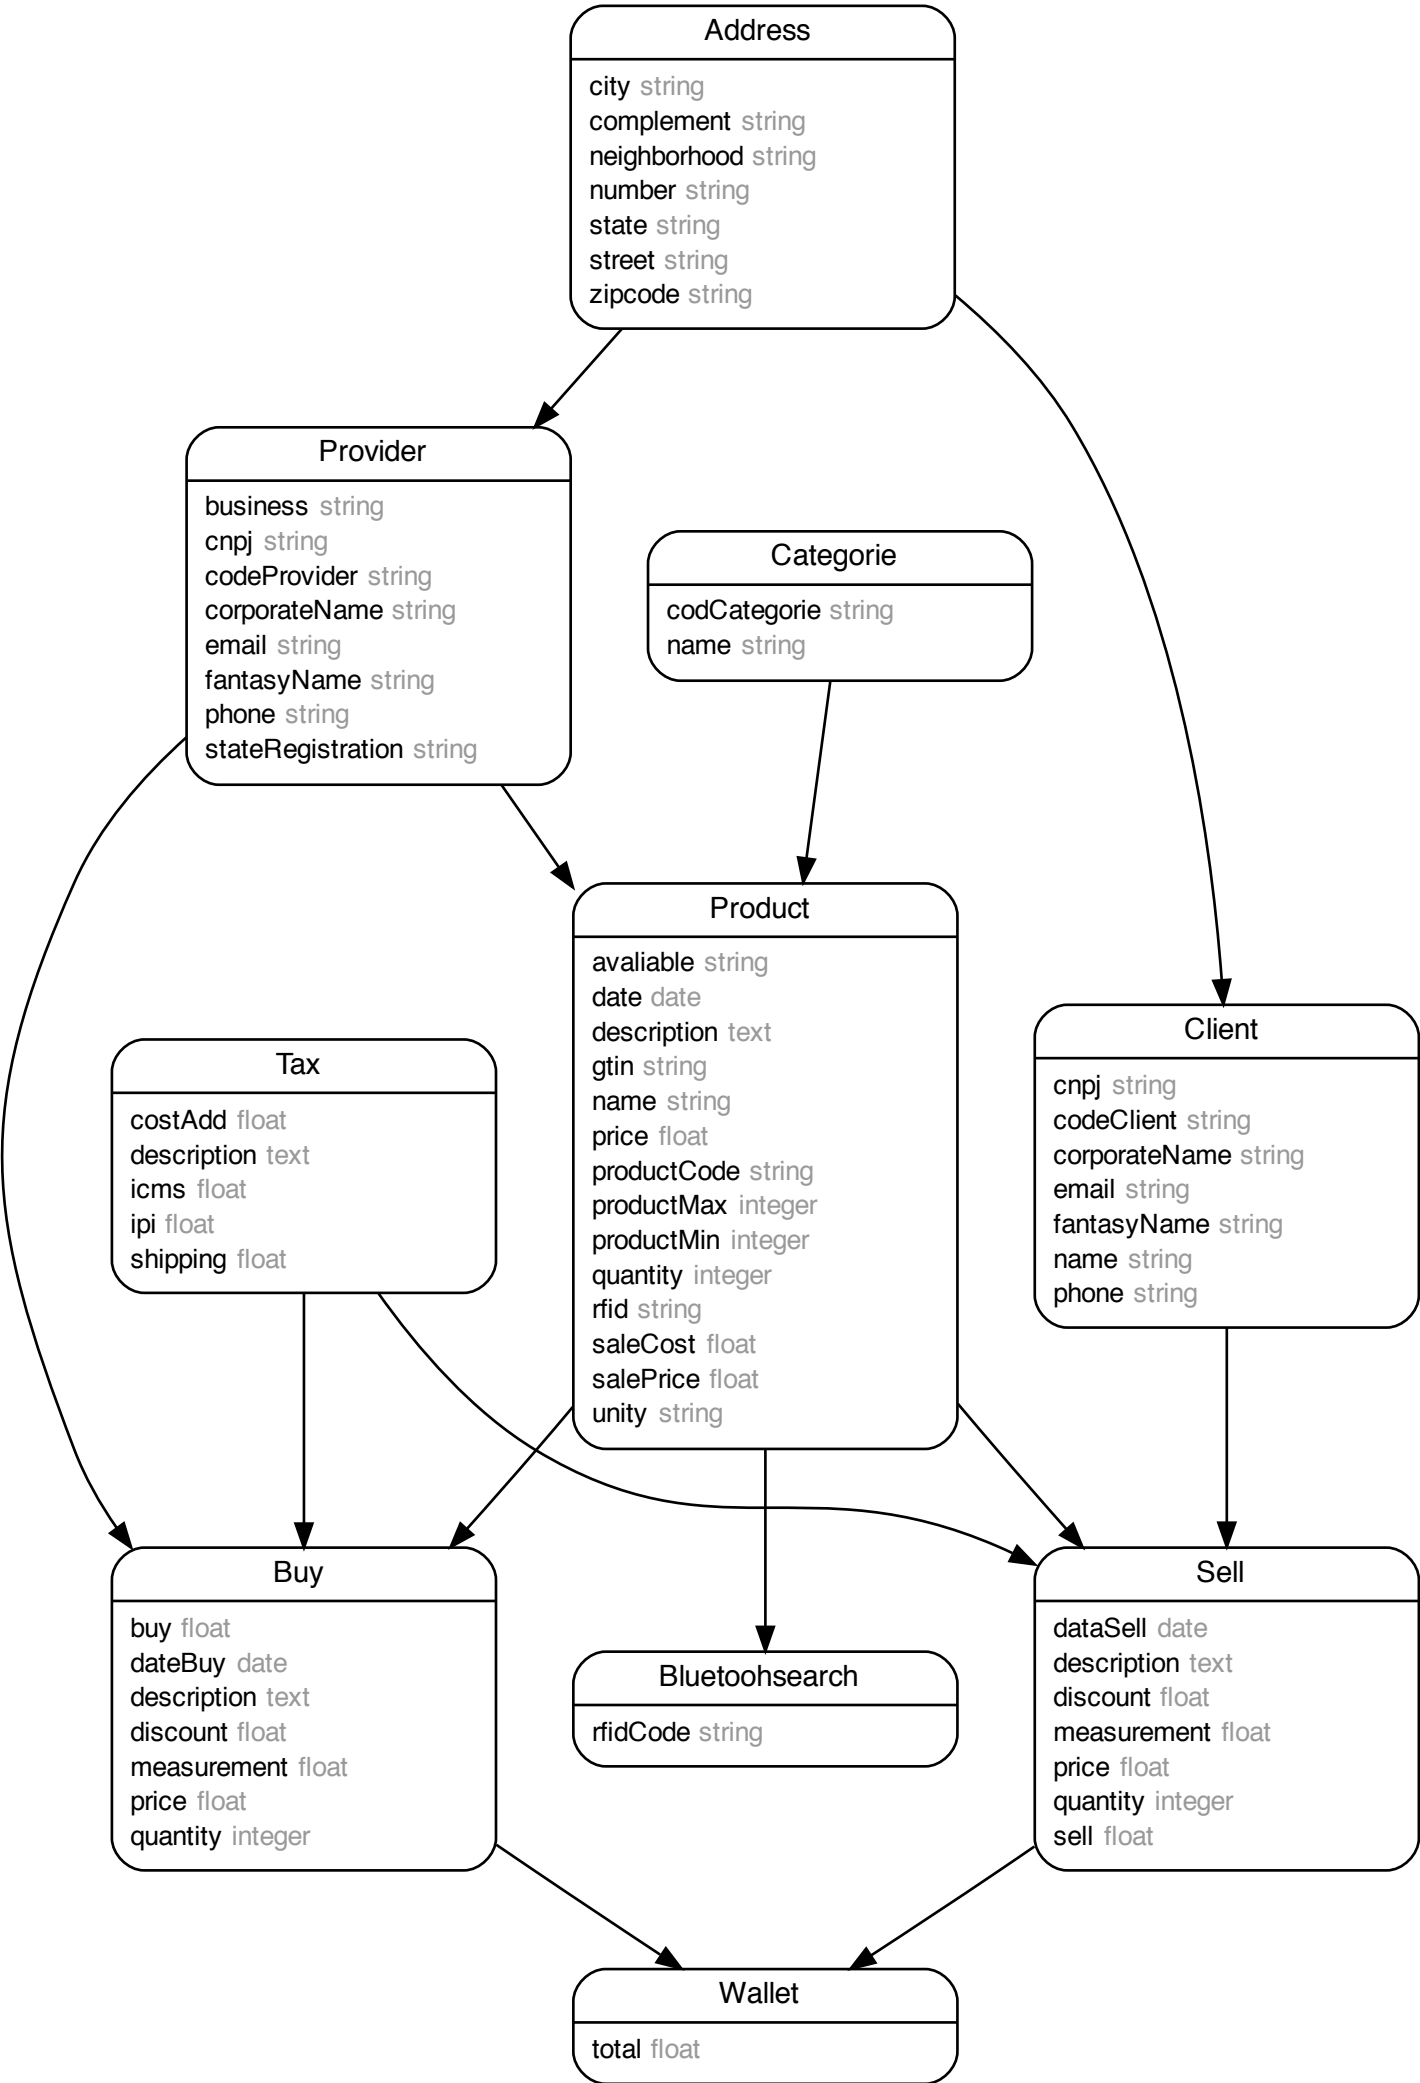 Address
city string
complement string
neighborhood string
number string
state string
street string
zipcode string
Provider
business string
cnpj string
codeProvider string
corporateName string
email string
fantasyName string
phone string
stateRegistration string
Categorie
codCategorie string
name string
Product
avaliable string
date date
description text
gtin string
name string
price float
productCode string
productMax integer
productMin integer
quantity integer
rfid string
saleCost float
salePrice float
unity string
Client
cnpj string
codeClient string
corporateName string
email string
fantasyName string
name string
phone string
Tax
costAdd float
description text
icms float
ipi float
shipping float
Buy
buy float
dateBuy date
description text
discount float
measurement float
price float
quantity integer
Bluetoohsearch
rfidCode string
Sell
dataSell date
description text
discount float
measurement float
price float
quantity integer
sell float
Wallet
total float